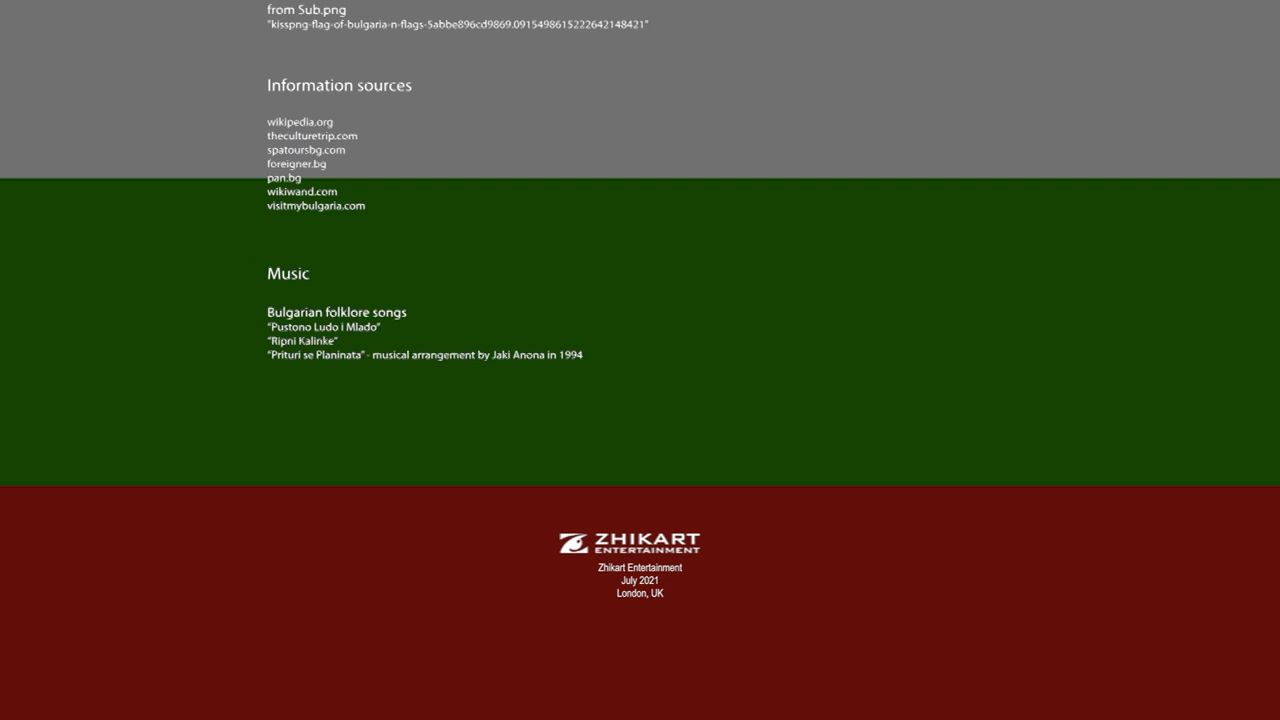 from Sub.png
"kisspng-flag-of-bulgaria-n-flags-5abbe896cd9869.0915498615222642148421"
Information sources
wikipedia.org
theculturetrip.com
spatoursbg.com
foreigner.bg
pan.bg
wikiwand.com
visitmybulgaria.com
Music
Bulgarian folklore songs
"Pustono Ludo i Mlado"
"Ripni Kalinke"
"Prituri se Planinata" - musical arrangement by Jaki Anona in 1994
ZHIKART
ENTERTAINMENT
Zhikart Entertainment
July 2021
London, UK